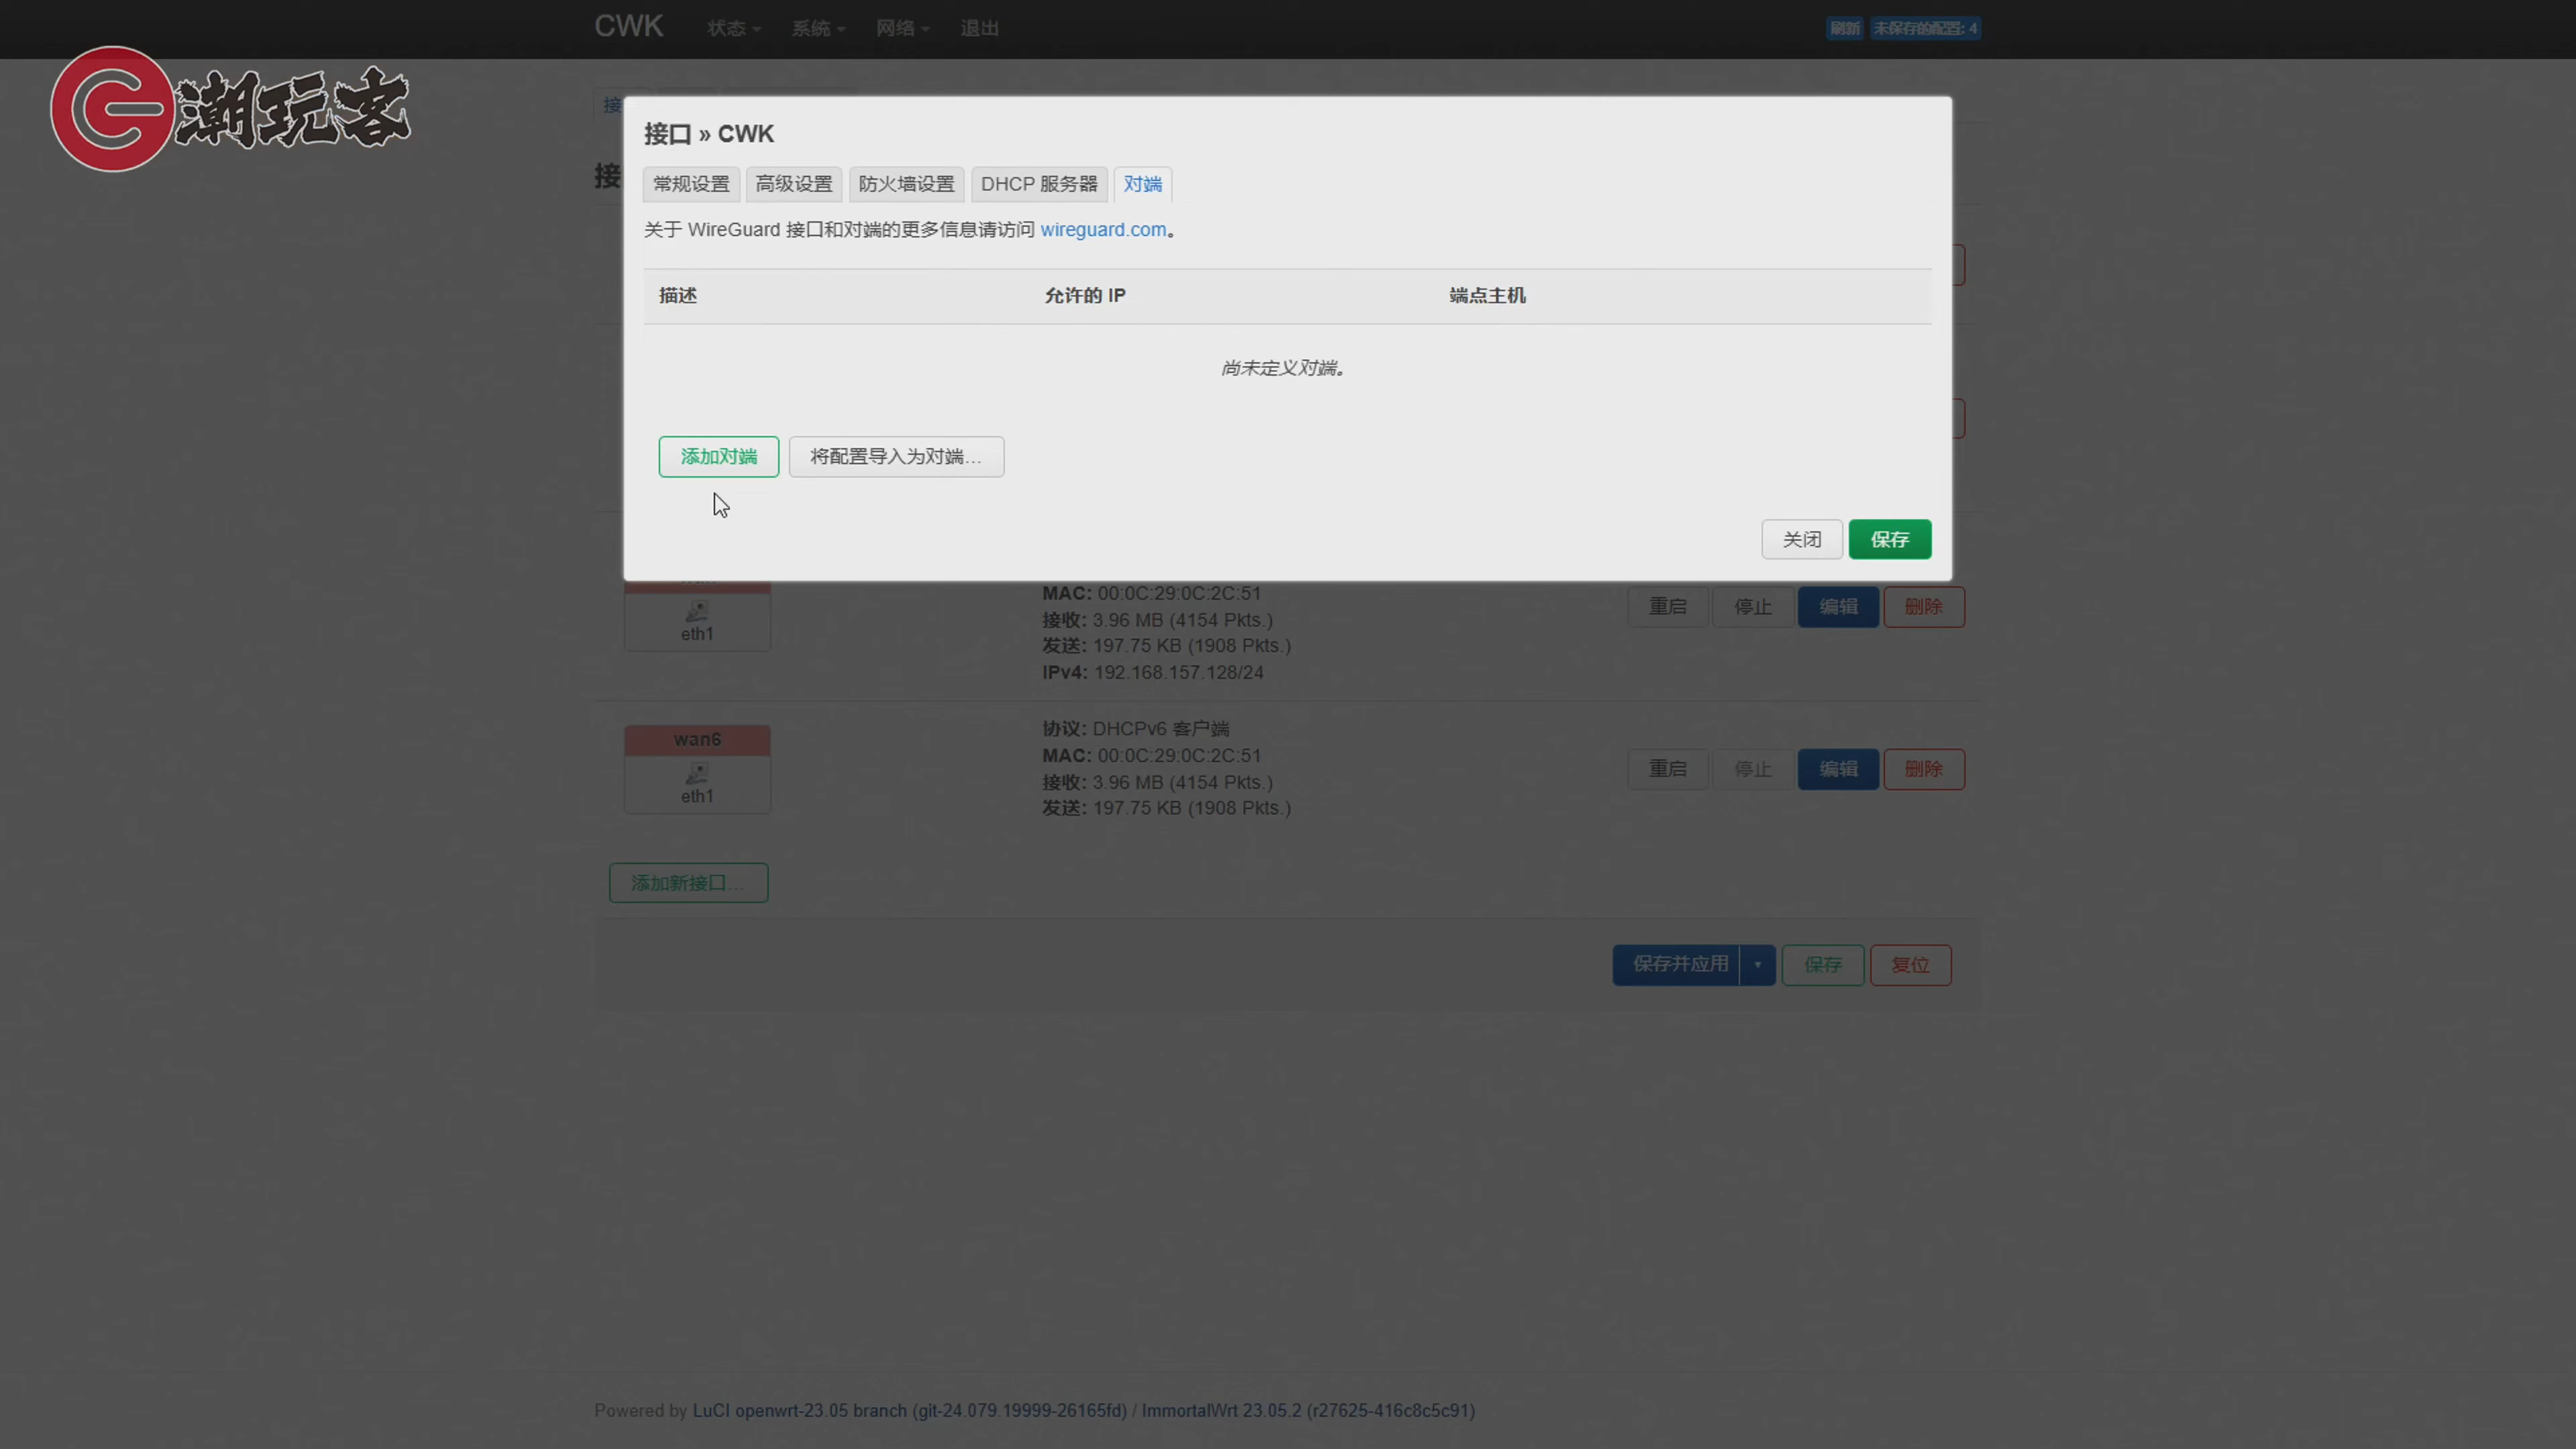 CWK 状态 系统 网络 退出 刷新 未保存的配置: 4
潮玩客
接
接口 » CWK
常规设置 高级设置 防火墙设置 DHCP 服务器 对端
接
关于 WireGuard 接口和对端的更多信息请访问 wireguard.com。
描述 允许的 IP 端点主机
尚未定义对端。
添加对端 将配置导入为对端…
关闭 保存
MAC: 00:0C:29:0C:2C:51
接收: 3.96 MB (4154 Pkts.)
发送: 197.75 KB (1908 Pkts.)
IPv4: 192.168.157.128/24
eth1
重启 停止 编辑 删除
wan6
eth1
协议: DHCPv6 客户端
MAC: 00:0C:29:0C:2C:51
接收: 3.96 MB (4154 Pkts.)
发送: 197.75 KB (1908 Pkts.)
重启 停止 编辑 删除
添加新接口…
保存并应用 保存 复位
Powered by LuCI openwrt-23.05 branch (git-24.079.19999-26165fd) / ImmortalWrt 23.05.2 (r27625-416c8c5c91)